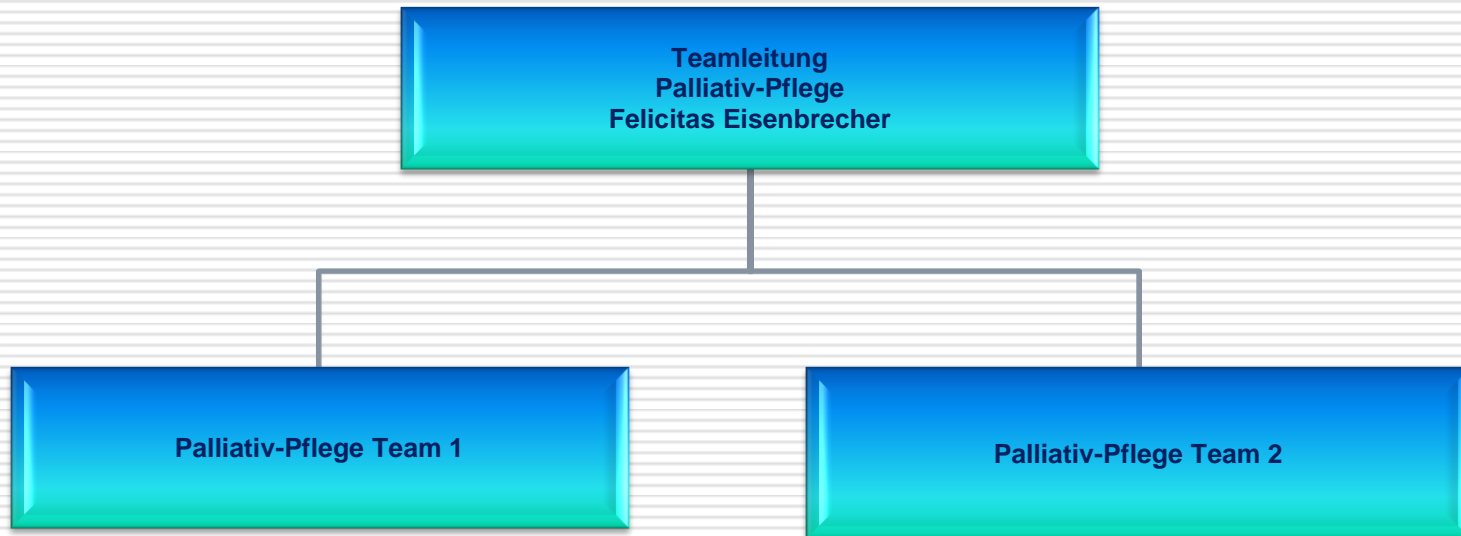 Teamleitung
Palliativ-Pflege
Felicitas Eisenbrecher
Palliativ-Pflege Team 1
Palliativ-Pflege Team 2